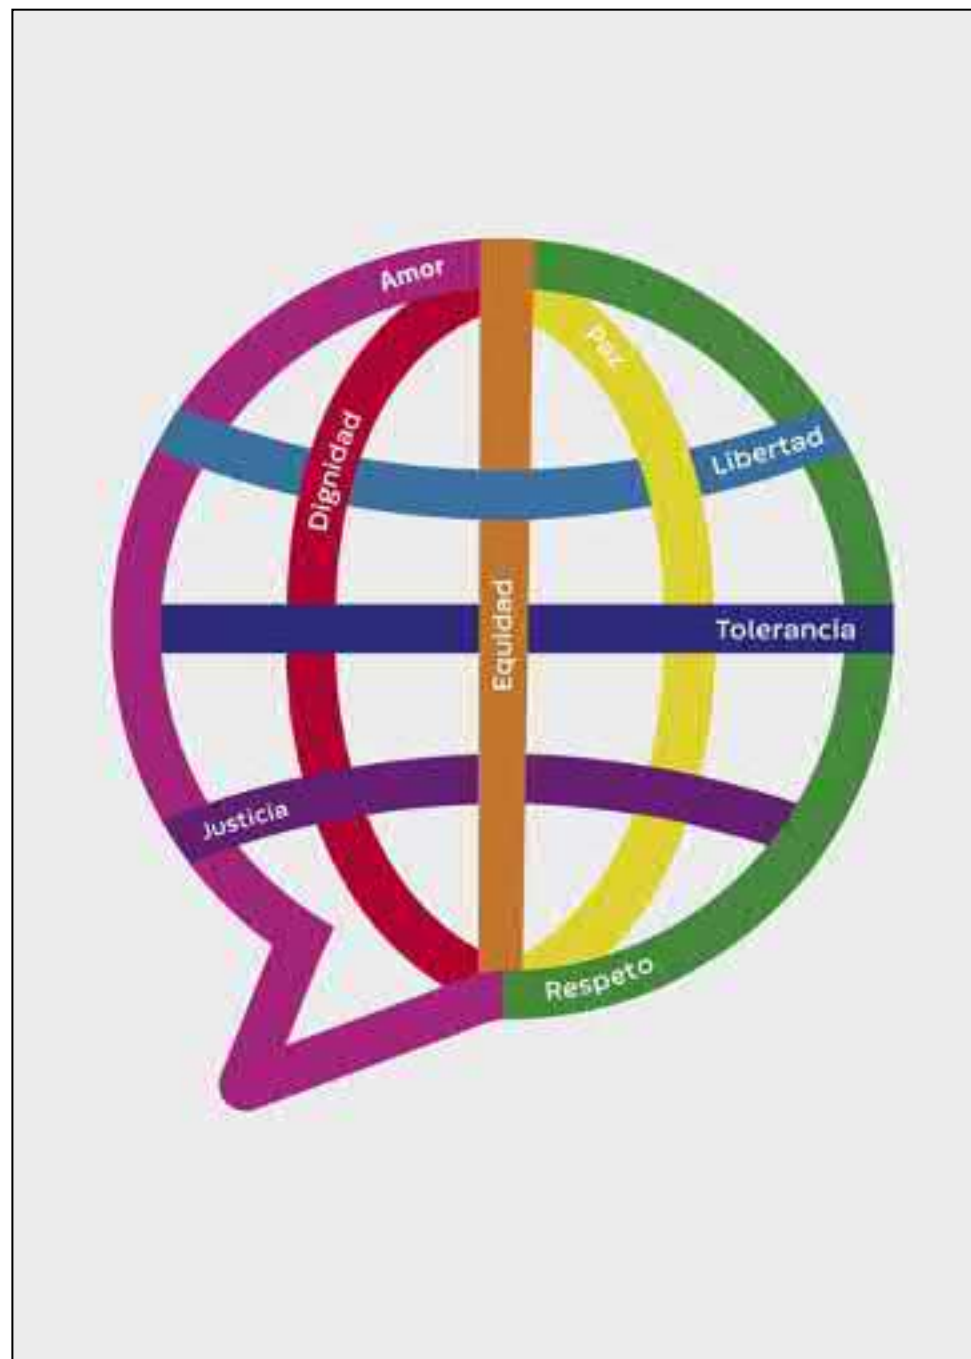 Amor
Paz
Dignidad
Libertad
Equidad
Tolerancia
Justicia
Respeto